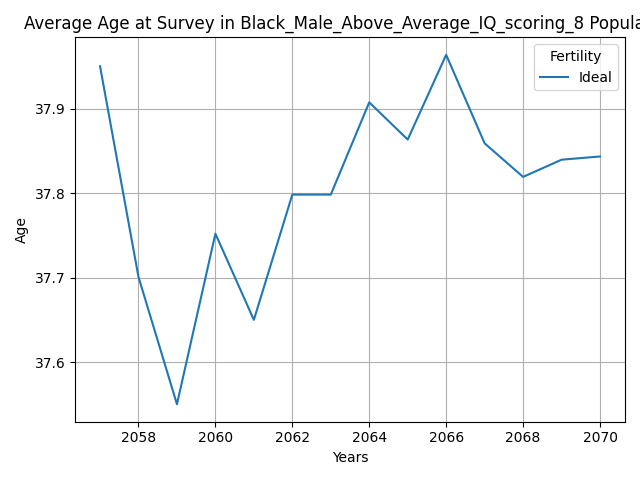 Average Age at Survey in Black_Male_Above_Average_IQ_scoring_8 Popula
Fertility
Ideal
37.9
37.8
37.7
37.6
Age
2058 2060 2062 2064 2066 2068 2070
Years